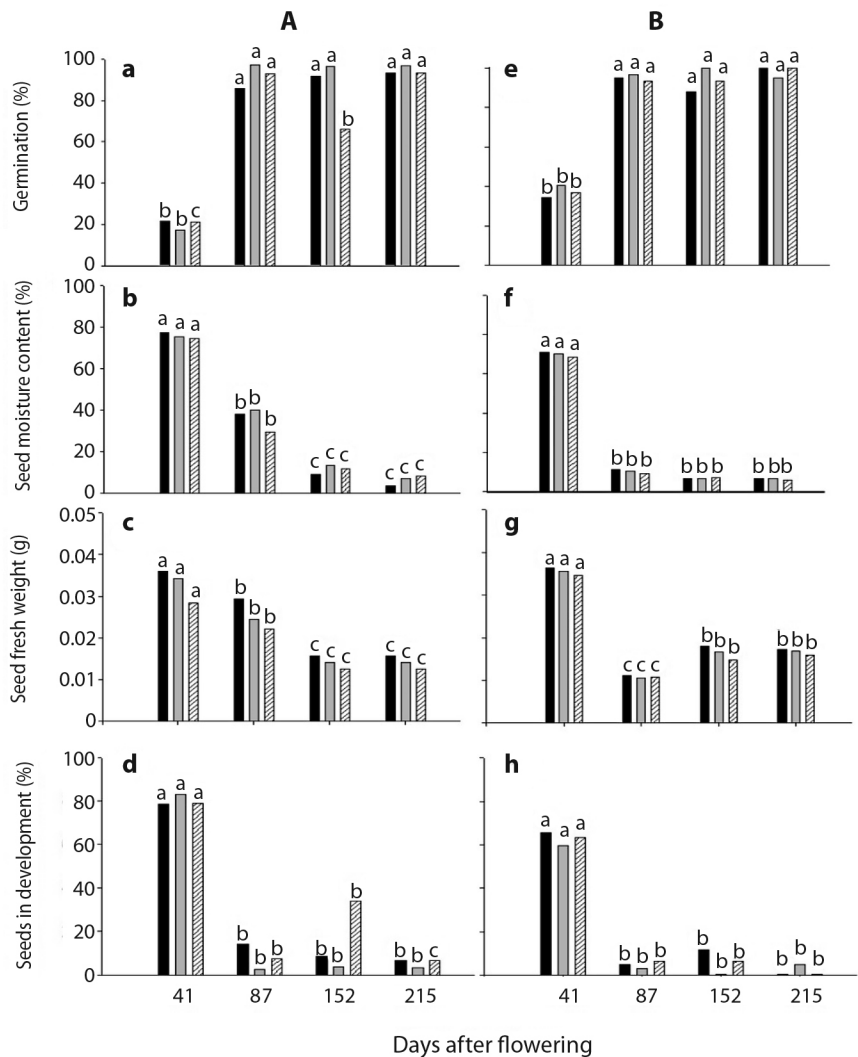 A
B
Germination (%)
100
80
60
40
20
0
a
b b c
a a a
a a b
a a a
e
b b b
a a a
a a a
a a a
Seed moisture content (%)
100
80
60
40
20
0
b
a a a
b b b
c c c
c c c
f
a a a
b b b
b b b
b b b
Seed fresh weight (g)
0.05
0.04
0.03
0.02
0.01
0
c
a a a
b b b
c c c
c c c
g
a a a
c c c
b b b
b b b
Seeds in development (%)
100
80
60
40
20
0
d
a a a
b b b
b b b
b b c
h
a a a
b b b
b b b
b b b
41 87 152 215
41 87 152 215
Days after flowering